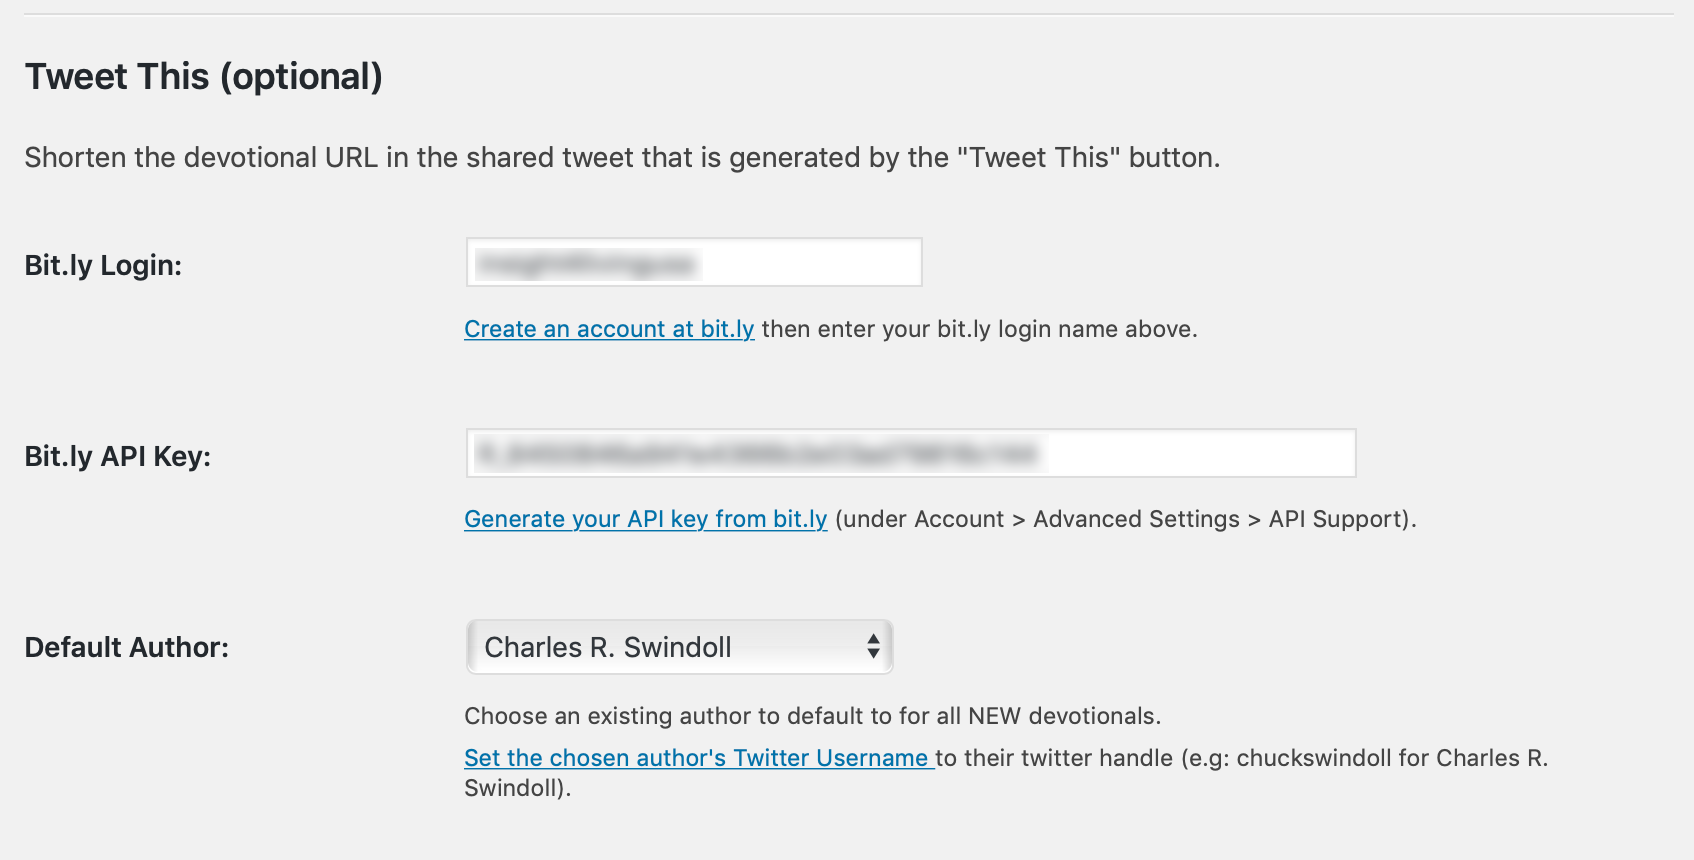 Tweet This (optional)
Shorten the devotional URL in the shared tweet that is generated by the "Tweet This" button.
Bit.ly Login:
Create an account at bit.ly then enter your bit.ly login name above.
Bit.ly API Key:
Generate your API key from bit.ly (under Account > Advanced Settings > API Support).
Default Author:
Charles R. Swindoll
Choose an existing author to default to for all NEW devotionals.
Set the chosen author's Twitter Username to their twitter handle (e.g: chuckswindoll for Charles R.
Swindoll).